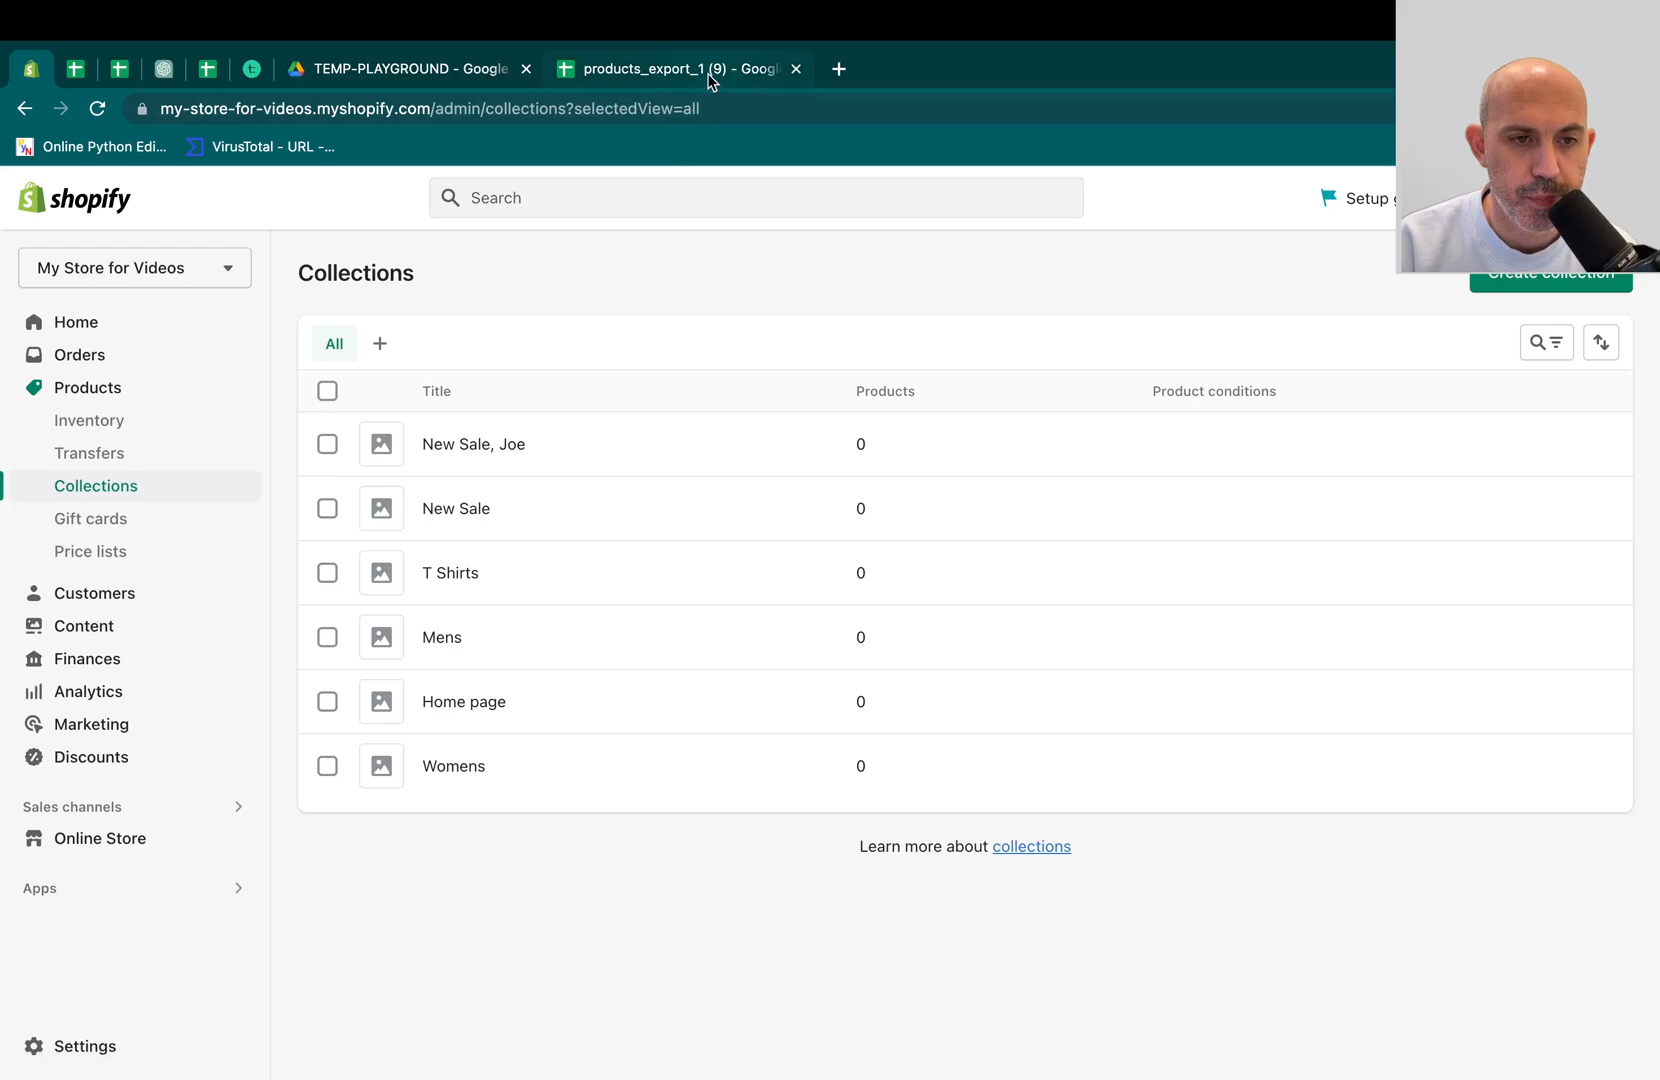 TEMP-PLAYGROUND - Google
products_export_1 (9) - Googl
my-store-for-videos.myshopify.com/admin/collections?selectedView=all
Online Python Edi...
VirusTotal - URL -...
shopify
Search
Setup g
My Store for Videos
Home
Orders
Products
Inventory
Transfers
Collections
Gift cards
Price lists
Customers
Content
Finances
Analytics
Marketing
Discounts
Sales channels
Online Store
Apps
Settings
Collections
Create collection
All
Title
Products
Product conditions
New Sale, Joe
0
New Sale
0
T Shirts
0
Mens
0
Home page
0
Womens
0
Learn more about collections